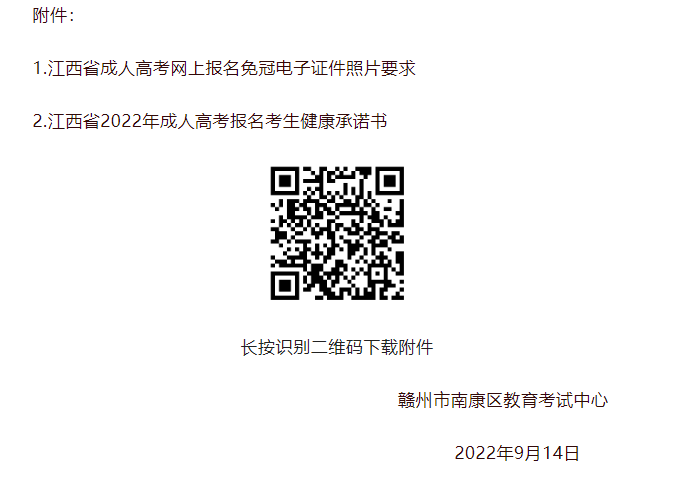 附件：
1.江西省成人高考网上报名免冠电子证件照片要求
2.江西省2022年成人高考报名考生健康承诺书
长按识别二维码下载附件
赣州市南康区教育考试中心
2022年9月14日